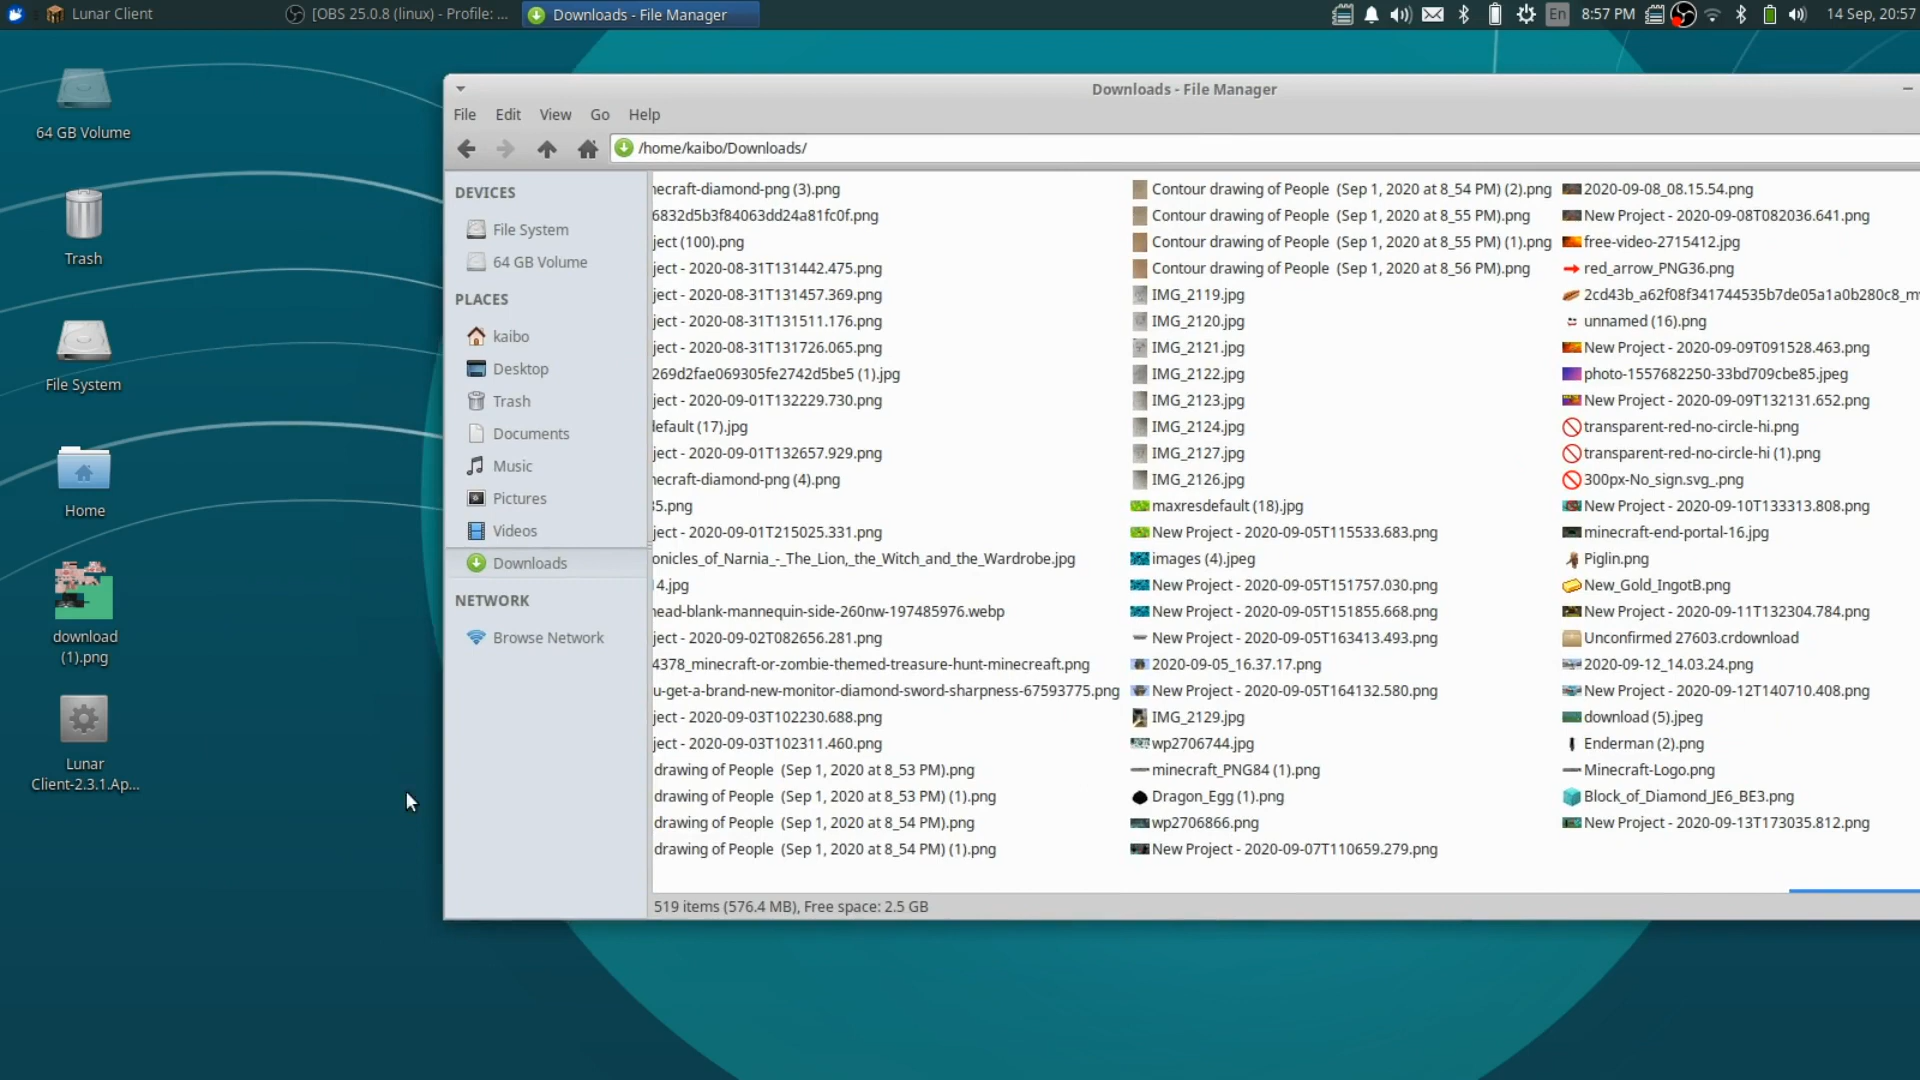 Lunar Client
[OBS 25.0.8 (linux) - Profile: ...
Downloads - File Manager
En
8:57 PM
14 Sep, 20:57
64 GB Volume
Trash
File System
Home
download
(1).png
Lunar
Client-2.3.1.Ap...
Downloads - File Manager
File
Edit
View
Go
Help
/home/kaibo/Downloads/
DEVICES
File System
64 GB Volume
PLACES
kaibo
Desktop
Trash
Documents
Music
Pictures
Videos
Downloads
NETWORK
Browse Network
necraft-diamond-png (3).png
6832d5b3f84063dd24a81fc0f.png
ject (100).png
ject - 2020-08-31T131442.475.png
ject - 2020-08-31T131457.369.png
ject - 2020-08-31T131511.176.png
ject - 2020-08-31T131726.065.png
269d2fae069305fe2742d5be5 (1).jpg
ject - 2020-09-01T132229.730.png
default (17).jpg
ject - 2020-09-01T132657.929.png
necraft-diamond-png (4).png
35.png
ject - 2020-09-01T215025.331.png
onicles_of_Narnia_-_The_Lion,_the_Witch_and_the_Wardrobe.jpg
14.jpg
head-blank-mannequin-side-260nw-197485976.webp
ject - 2020-09-02T082656.281.png
4378_minecraft-or-zombie-themed-treasure-hunt-minecreaft.png
u-get-a-brand-new-monitor-diamond-sword-sharpness-67593775.png
ject - 2020-09-03T102230.688.png
ject - 2020-09-03T102311.460.png
drawing of People (Sep 1, 2020 at 8_53 PM).png
drawing of People (Sep 1, 2020 at 8_53 PM) (1).png
drawing of People (Sep 1, 2020 at 8_54 PM).png
drawing of People (Sep 1, 2020 at 8_54 PM) (1).png
Contour drawing of People (Sep 1, 2020 at 8_54 PM) (2).png
Contour drawing of People (Sep 1, 2020 at 8_55 PM).png
Contour drawing of People (Sep 1, 2020 at 8_55 PM) (1).png
Contour drawing of People (Sep 1, 2020 at 8_56 PM).png
IMG_2119.jpg
IMG_2120.jpg
IMG_2121.jpg
IMG_2122.jpg
IMG_2123.jpg
IMG_2124.jpg
IMG_2127.jpg
IMG_2126.jpg
maxresdefault (18).jpg
New Project - 2020-09-05T115533.683.png
images (4).jpeg
New Project - 2020-09-05T151757.030.png
New Project - 2020-09-05T151855.668.png
New Project - 2020-09-05T163413.493.png
2020-09-05_16.37.17.png
New Project - 2020-09-05T164132.580.png
IMG_2129.jpg
wp2706744.jpg
minecraft_PNG84 (1).png
Dragon_Egg (1).png
wp2706866.png
New Project - 2020-09-07T110659.279.png
2020-09-08_08.15.54.png
New Project - 2020-09-08T082036.641.png
free-video-2715412.jpg
red_arrow_PNG36.png
2cd43b_a62f08f341744535b7de05a1a0b280c8_m
unnamed (16).png
New Project - 2020-09-09T091528.463.png
photo-1557682250-33bd709cbe85.jpeg
New Project - 2020-09-09T132131.652.png
transparent-red-no-circle-hi.png
transparent-red-no-circle-hi (1).png
300px-No_sign.svg_.png
New Project - 2020-09-10T133313.808.png
minecraft-end-portal-16.jpg
Piglin.png
New_Gold_IngotB.png
New Project - 2020-09-11T132304.784.png
Unconfirmed 27603.crdownload
2020-09-12_14.03.24.png
New Project - 2020-09-12T140710.408.png
download (5).jpeg
Enderman (2).png
Minecraft-Logo.png
Block_of_Diamond_JE6_BE3.png
New Project - 2020-09-13T173035.812.png
519 items (576.4 MB), Free space: 2.5 GB